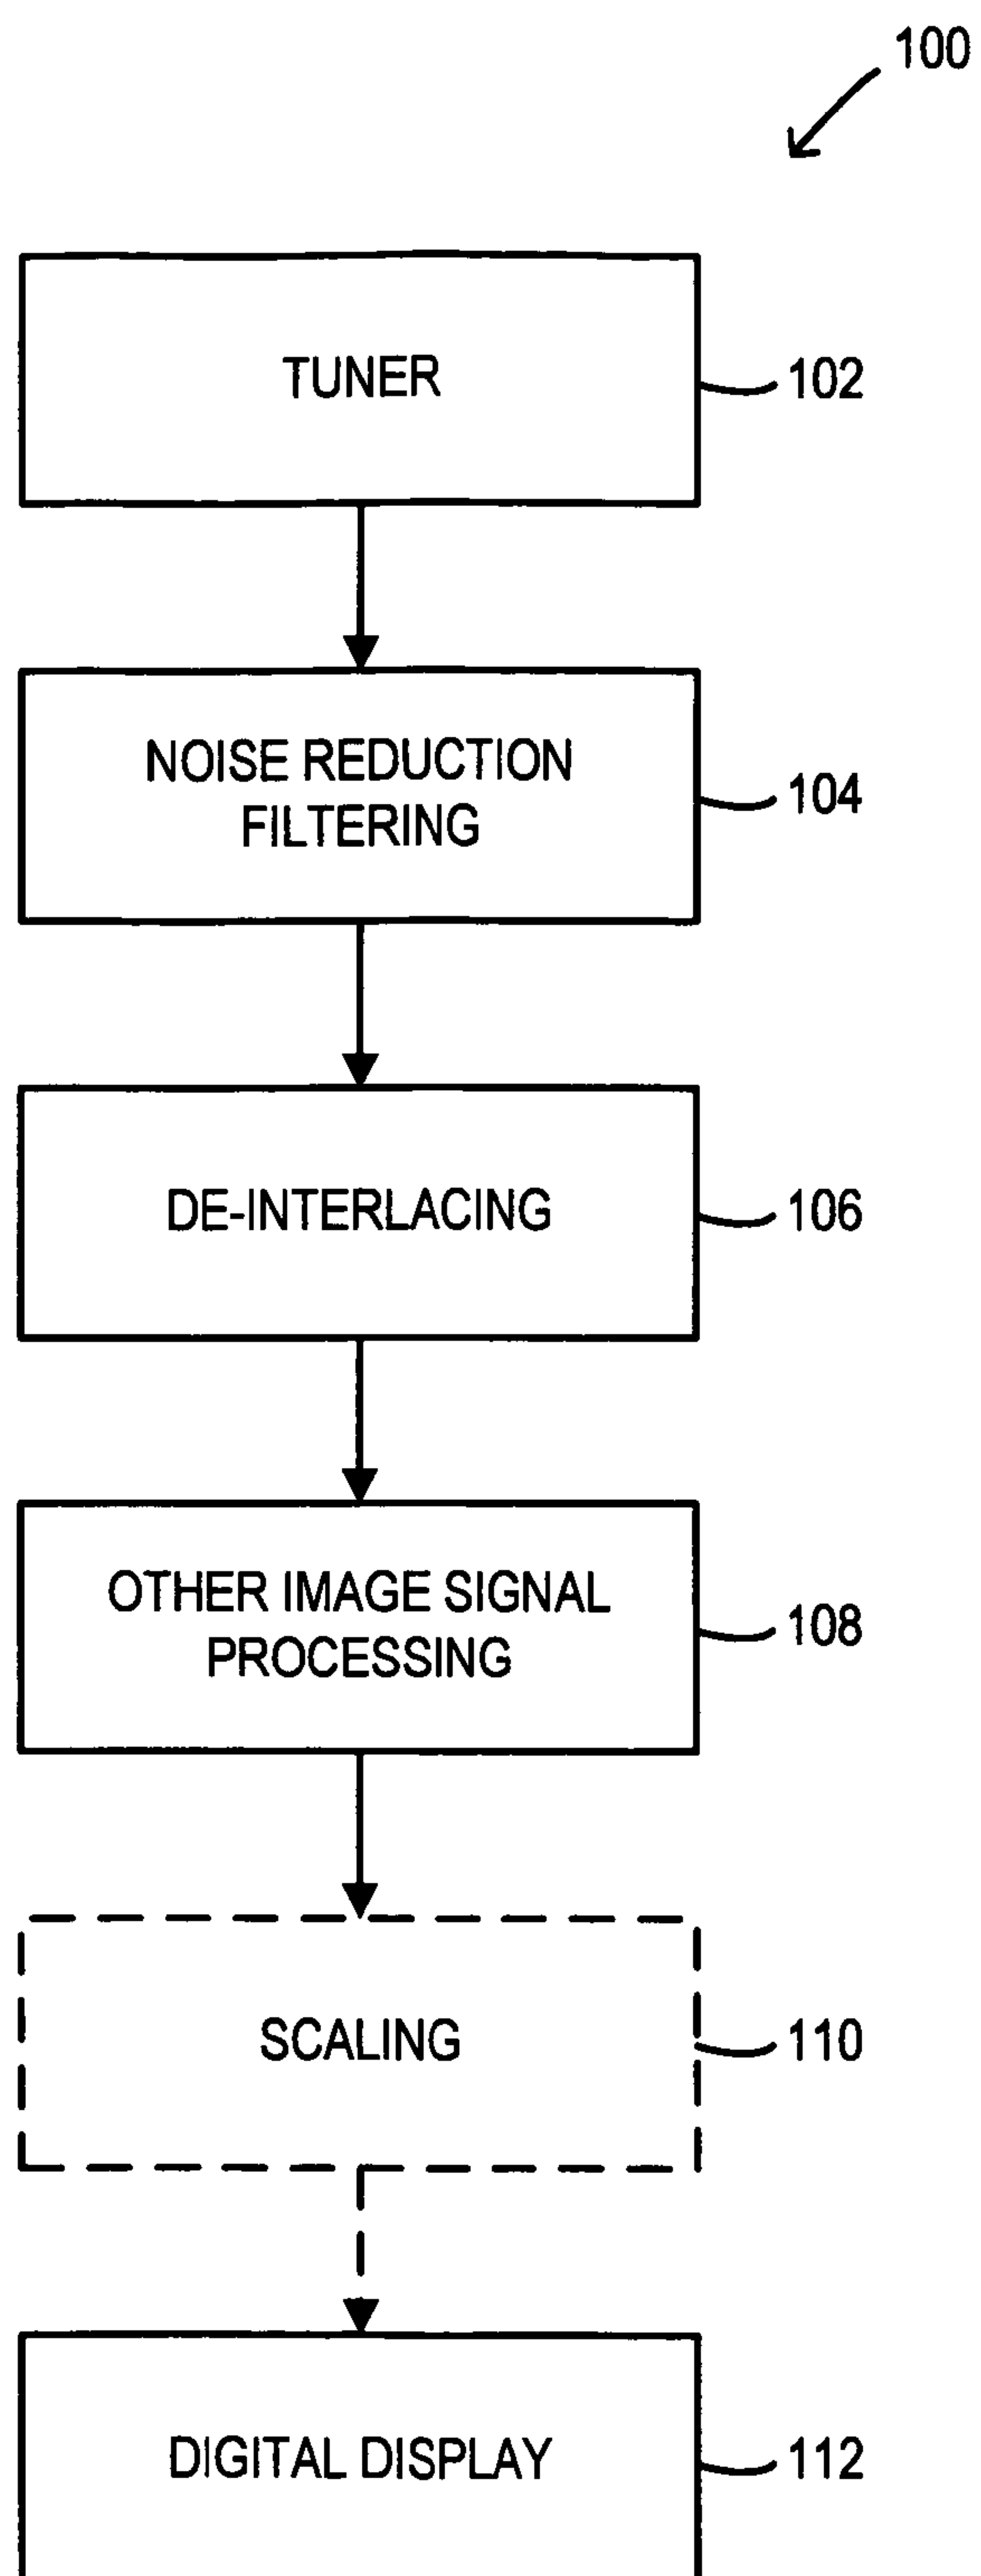 100
TUNER
102
NOISE REDUCTION
FILTERING
104
DE-INTERLACING
106
OTHER IMAGE SIGNAL
PROCESSING
108
SCALING
110
DIGITAL DISPLAY
112